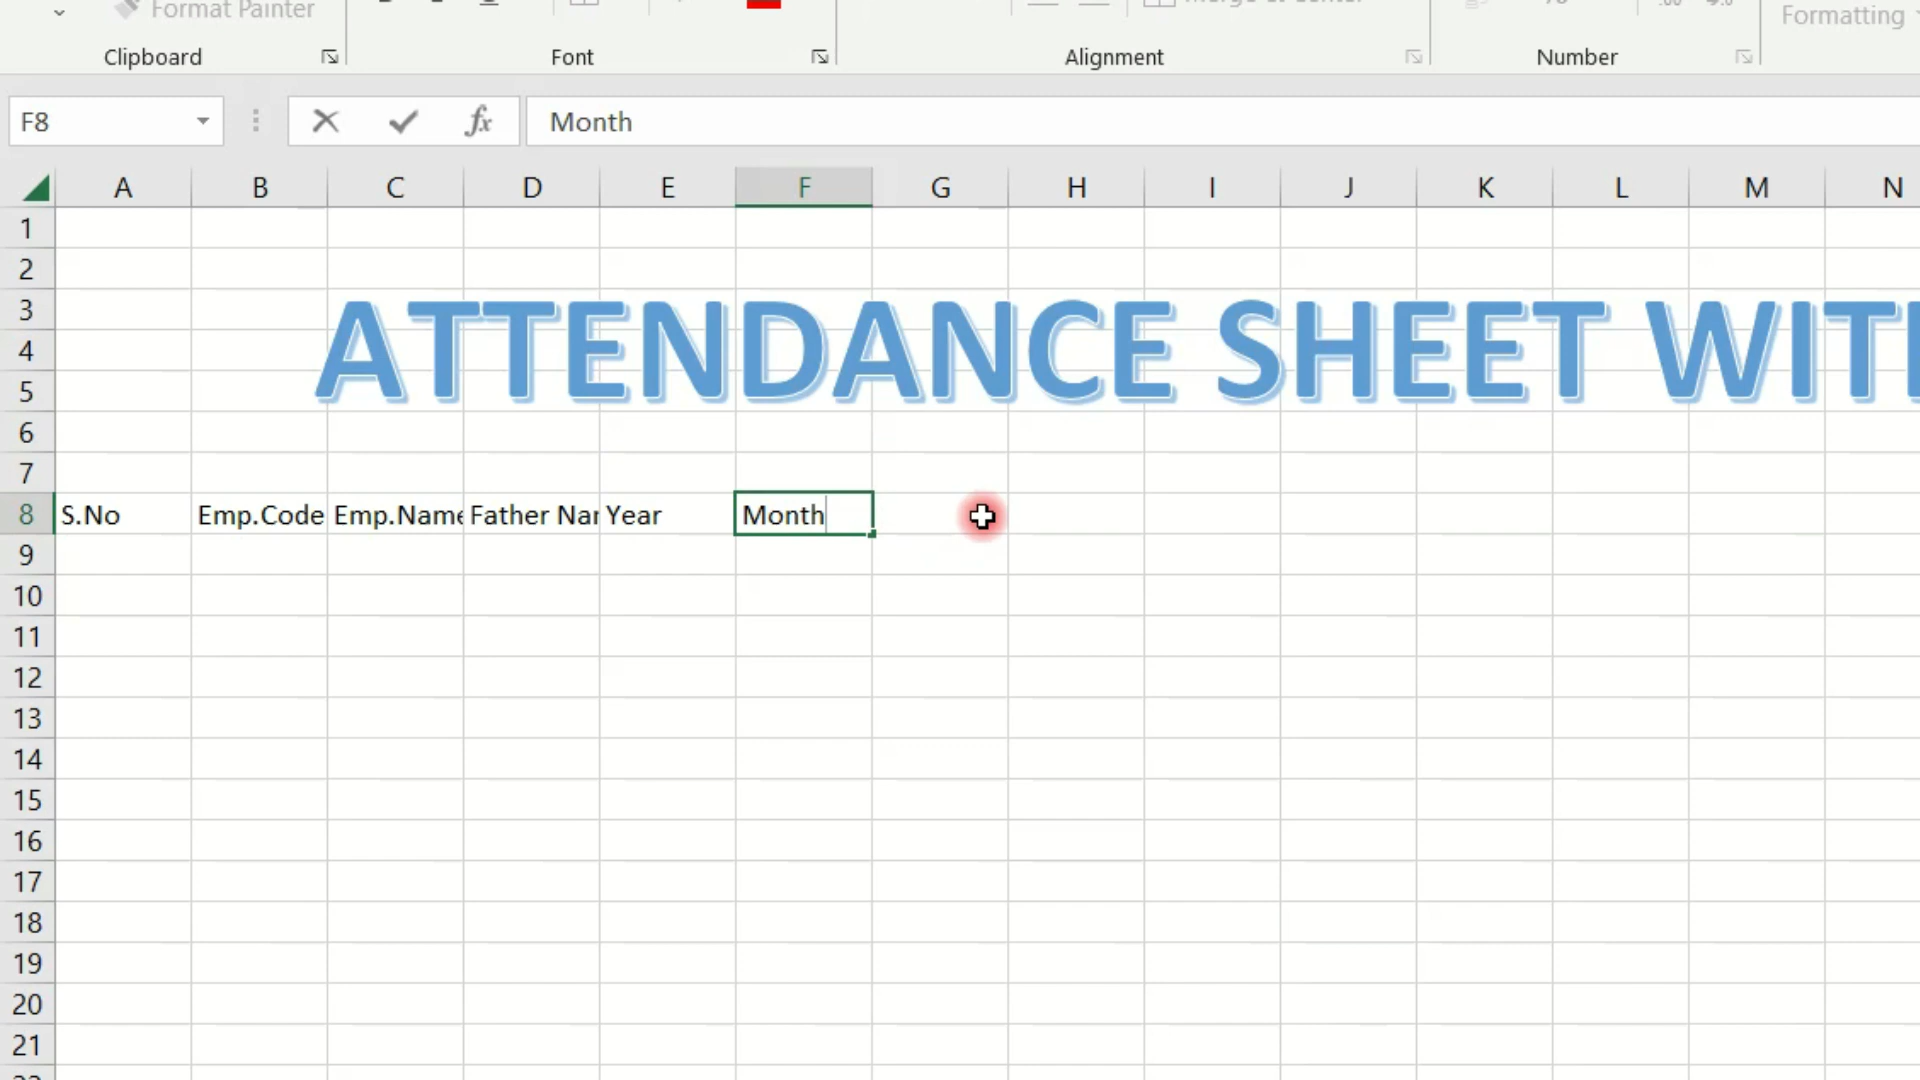 Format Painter
Clipboard
Font
Alignment
Number
Formatting
F8
fx
Month
A B C D E F G H I J K L M N
1
2
3
ATTENDANCE SHEET WIT
4
5
6
7
8 S.No Emp.Code Emp.Name Father Nar Year Month
9
10
11
12
13
14
15
16
17
18
19
20
21